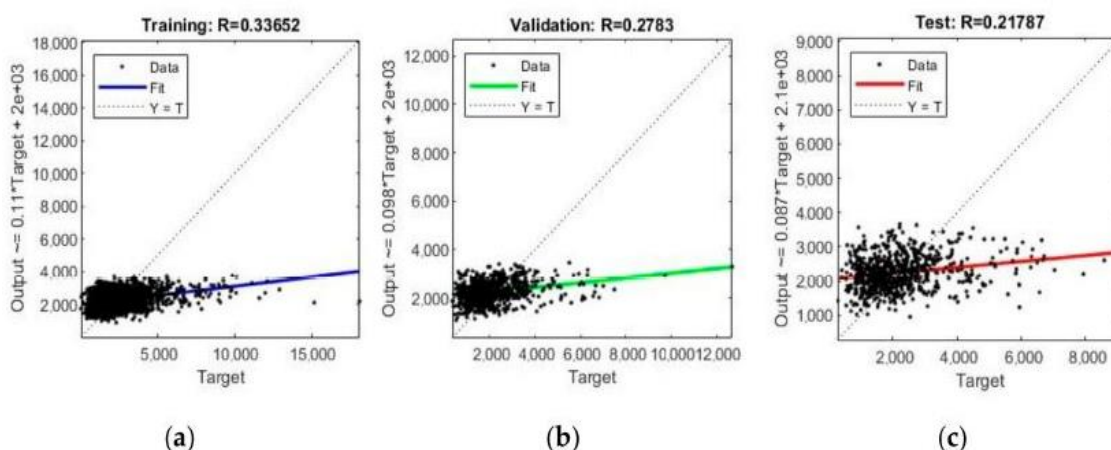 Training: R=0.33652
Output ~= 0.11*Target + 2e+03
18.000
16.000
14.000
12.000
10.000
8.000
6.000
4.000
2.000
Data
Fit
Y = T
5,000 10,000 15,000
Target
(a)
Validation: R=0.2783
Output ~= 0.098*Target + 2e+03
12.000
10.000
8.000
6.000
4.000
2.000
Data
Fit
Y = T
2,000 4,000 6,000 8,000 10,000 12,000
Target
(b)
Test: R=0.21787
Output ~= 0.087*Target + 2.1e+03
9,000
8,000
7,000
6,000
5,000
4,000
3,000
2,000
1,000
Data
Fit
Y = T
2,000 4,000 6,000 8,000
Target
(c)